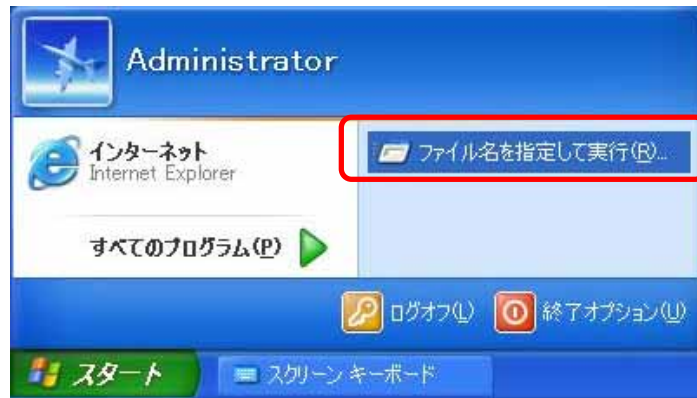 Administrator
インターネット
Internet Explorer
ファイル名を指定して実行(R)...
すべてのプログラム(P)
ログオフ(L)
終了オプション(U)
スタート
スクリーン キーボード